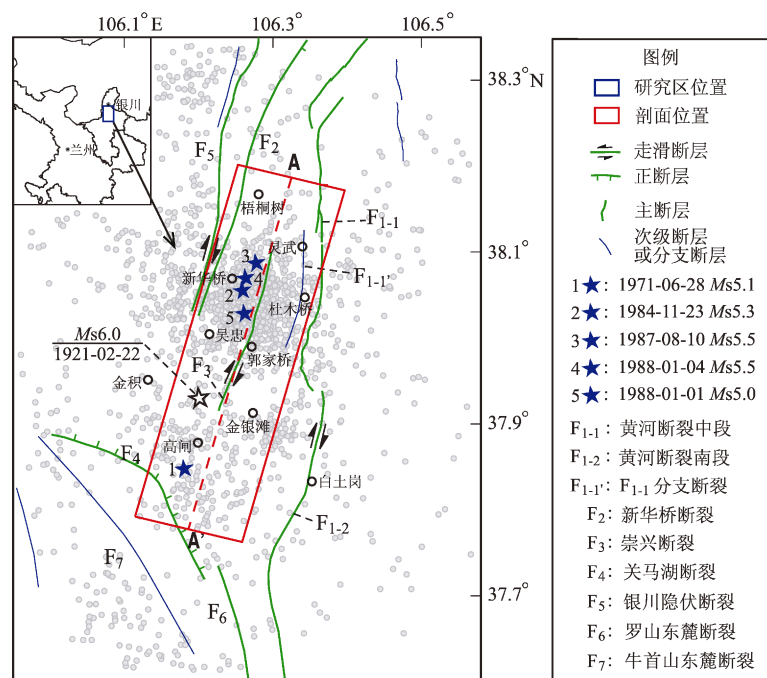 106.1° E
106.3°
106.5°
38.3°N
38.1°
37.9°
37.7°
银川
兰州
F5
F2
A
梧桐树
F1-1
灵武
新华桥
3
4
2
5
F1-1'
杜木桥
吴忠
Ms6.0
1921-02-22
郭家桥
F3
金积
金银滩
高闸
F4
1
白土岗
F1-2
A'
F7
F6
图例
研究区位置
剖面位置
走滑断层
正断层
主断层
次级断层
或分支断层
1★: 1971-06-28 Ms5.1
2★: 1984-11-23 Ms5.3
3★: 1987-08-10 Ms5.5
4★: 1988-01-04 Ms5.5
5★: 1988-01-01 Ms5.0
F1-1: 黄河断裂中段
F1-2: 黄河断裂南段
F1-1': F1-1分支断裂
F2: 新华桥断裂
F3: 崇兴断裂
F4: 关马湖断裂
F5: 银川隐伏断裂
F6: 罗山东麓断裂
F7: 牛首山东麓断裂